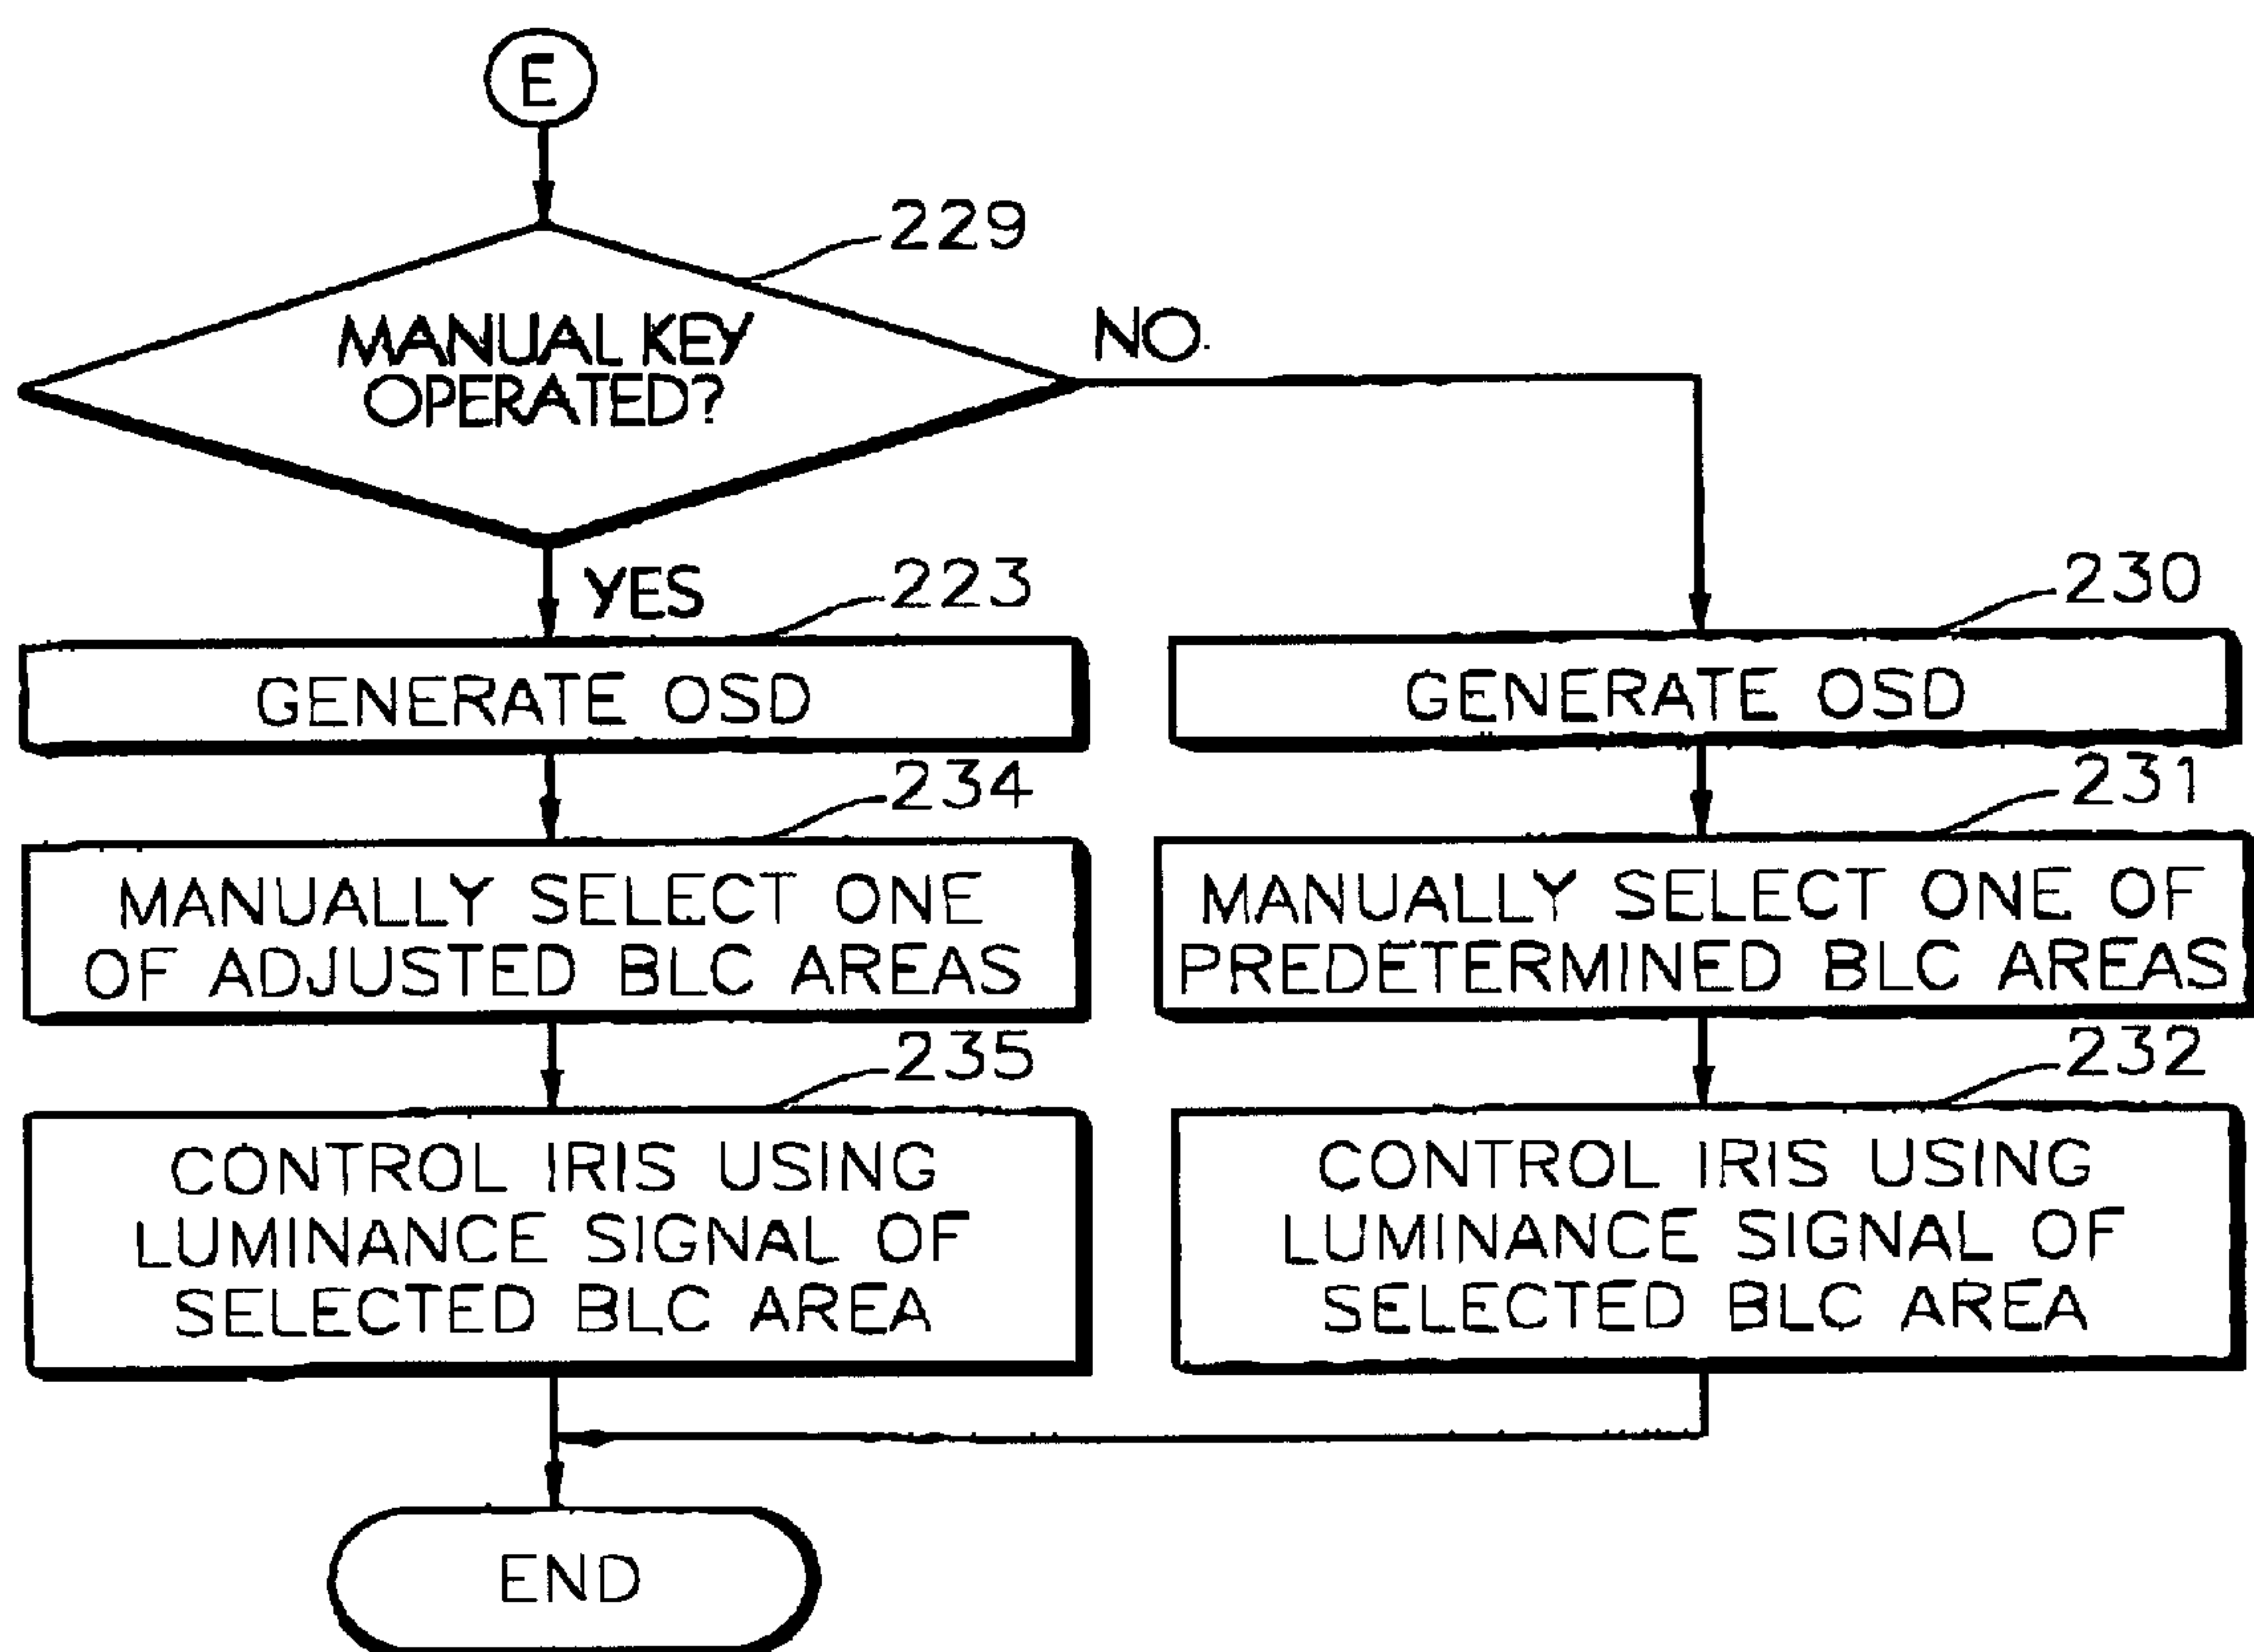 E
229
MANUAL KEY
OPERATED?
NO.
YES
223
GENERATE OSD
234
MANUALLY SELECT ONE
OF ADJUSTED BLC AREAS
235
CONTROL IRIS USING
LUMINANCE SIGNAL OF
SELECTED BLC AREA
230
GENERATE OSD
231
MANUALLY SELECT ONE OF
PREDETERMINED BLC AREAS
232
CONTROL IRIS USING
LUMINANCE SIGNAL OF
SELECTED BLC AREA
END